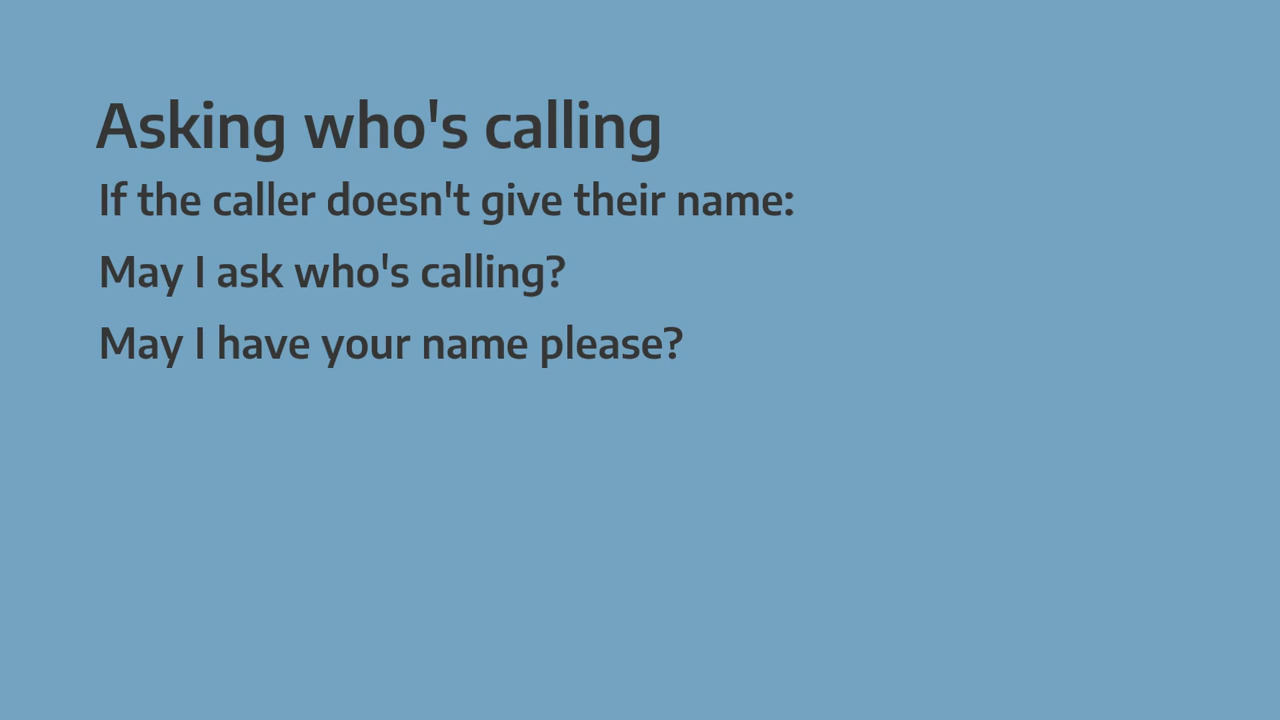 Asking who's calling
If the caller doesn't give their name:
May I ask who's calling?
May I have your name please?